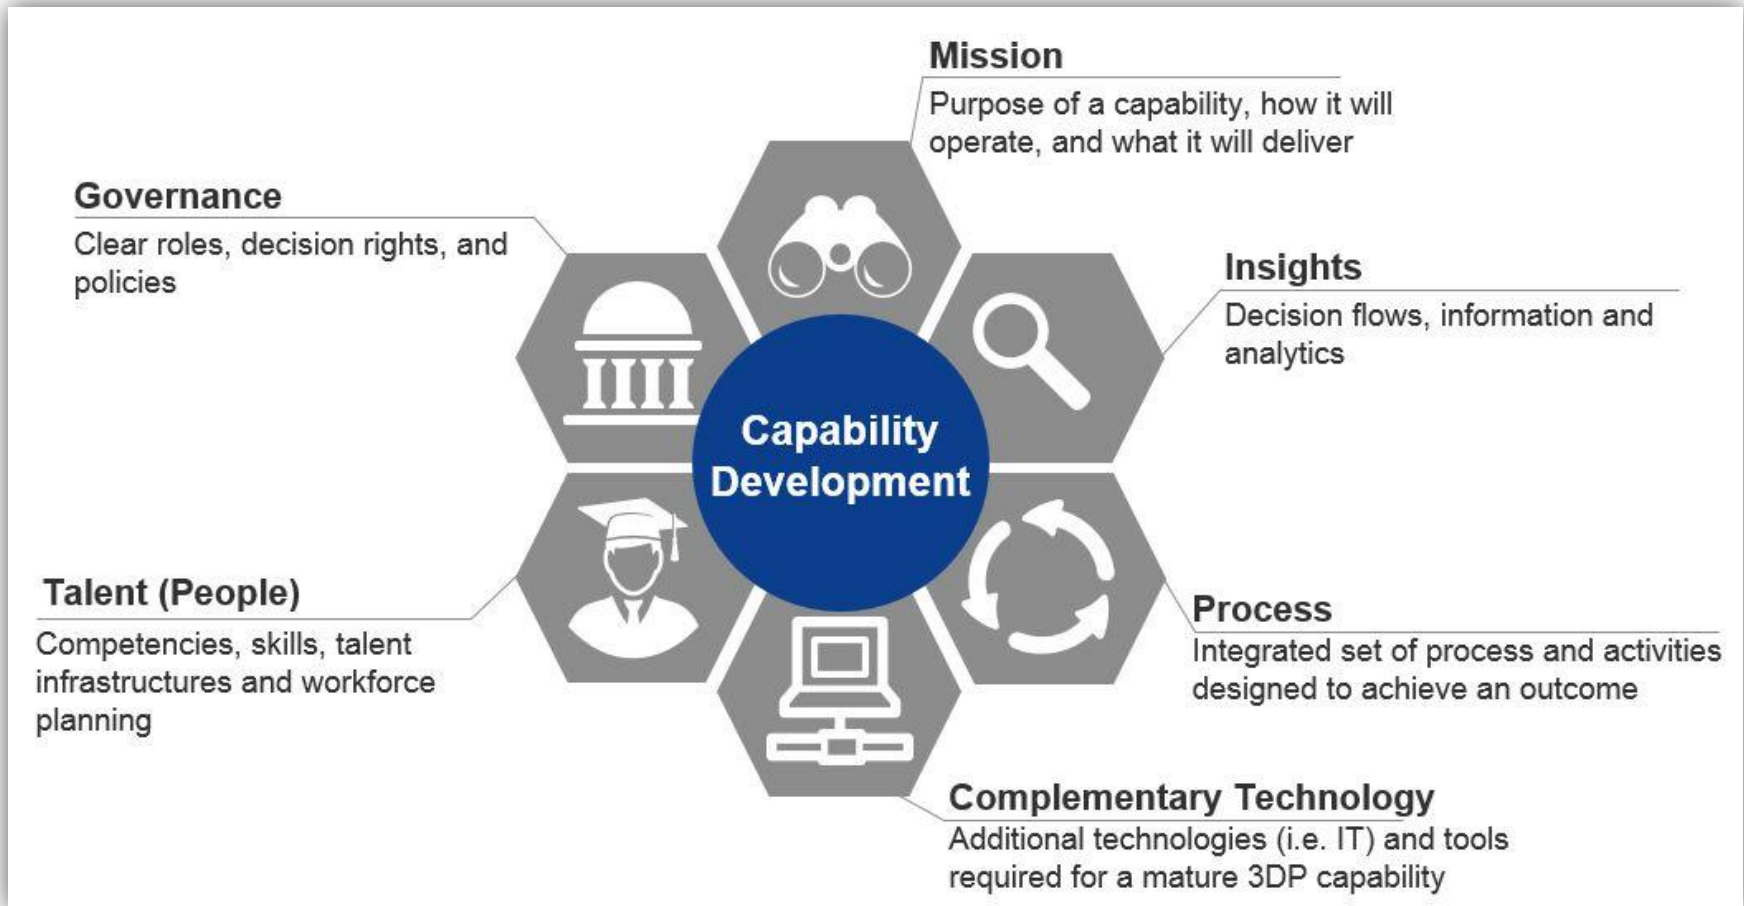 Mission
Purpose of a capability, how it will
operate, and what it will deliver
Governance
Clear roles, decision rights, and
policies
Insights
Decision flows, information and
analytics
Capability
Development
Talent (People)
Competencies, skills, talent
infrastructures and workforce
planning
Process
Integrated set of process and activities
designed to achieve an outcome
Complementary Technology
Additional technologies (i.e. IT) and tools
required for a mature 3DP capability